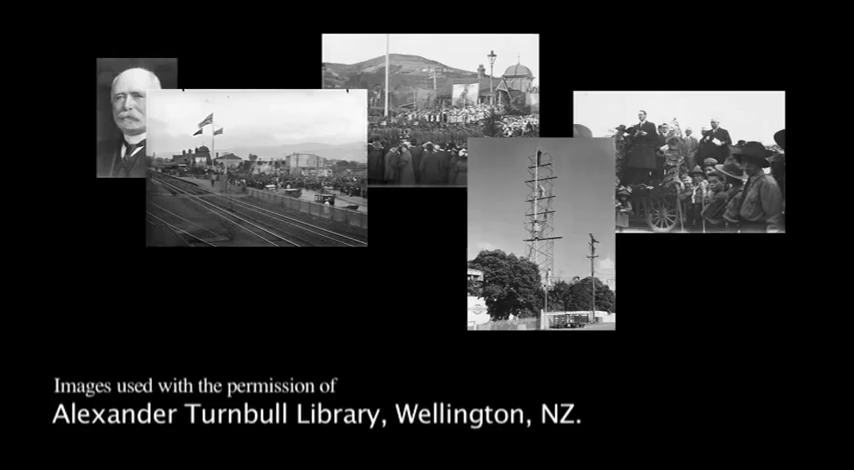 Images used with the permission of
Alexander Turnbull Library, Wellington, NZ.